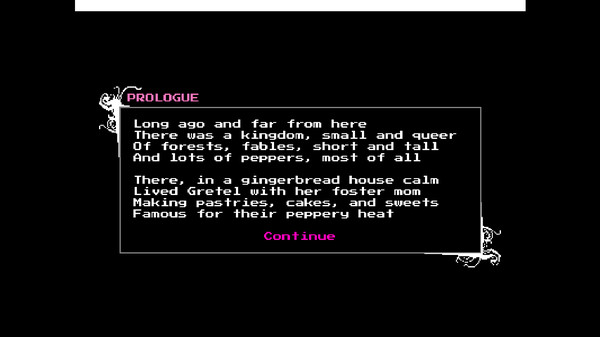 PROLOGUE
Long ago and far from here
There was a kingdom, small and queer
Of forests, fables, short and tall
And lots of peppers, most of all
There, in a gingerbread house calm
Lived Gretel with her foster mom
Making pastries, cakes, and sweets
Famous for their peppery heat
Continue